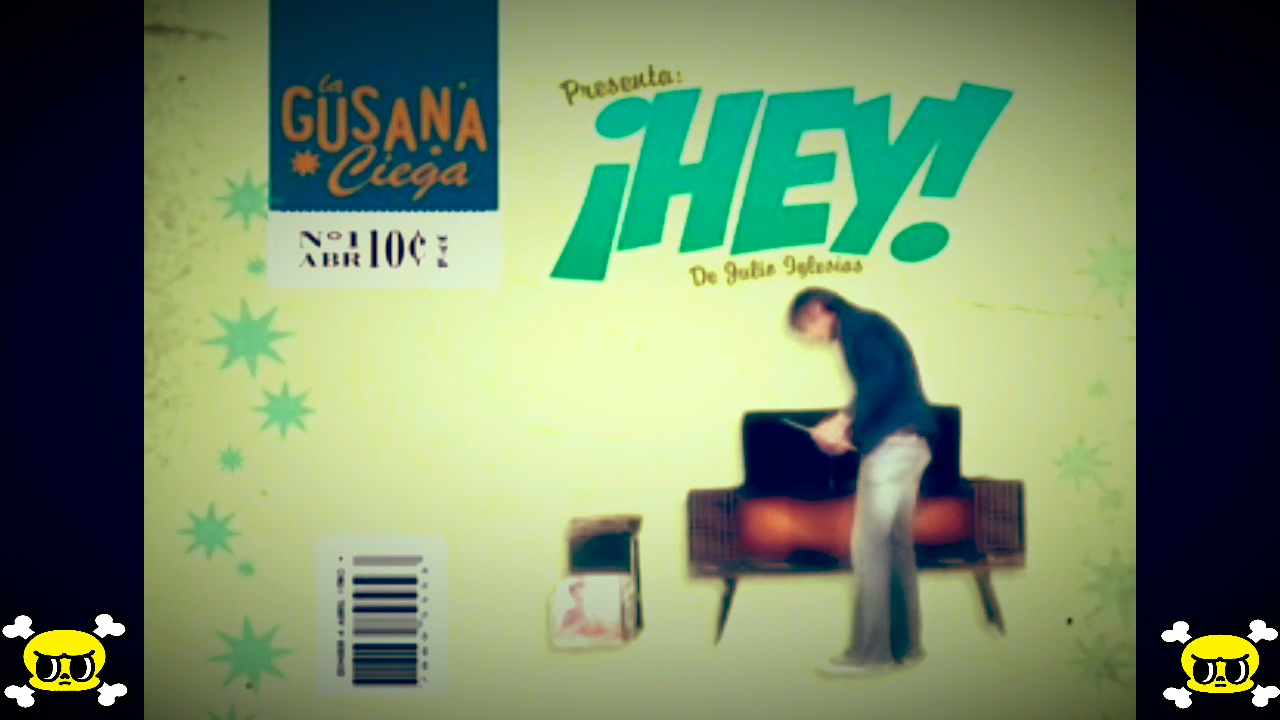 la
GUSANA
Ciega
Nº1 10¢
ABR
Presenta:
¡HEY!
De Julio Iglesias